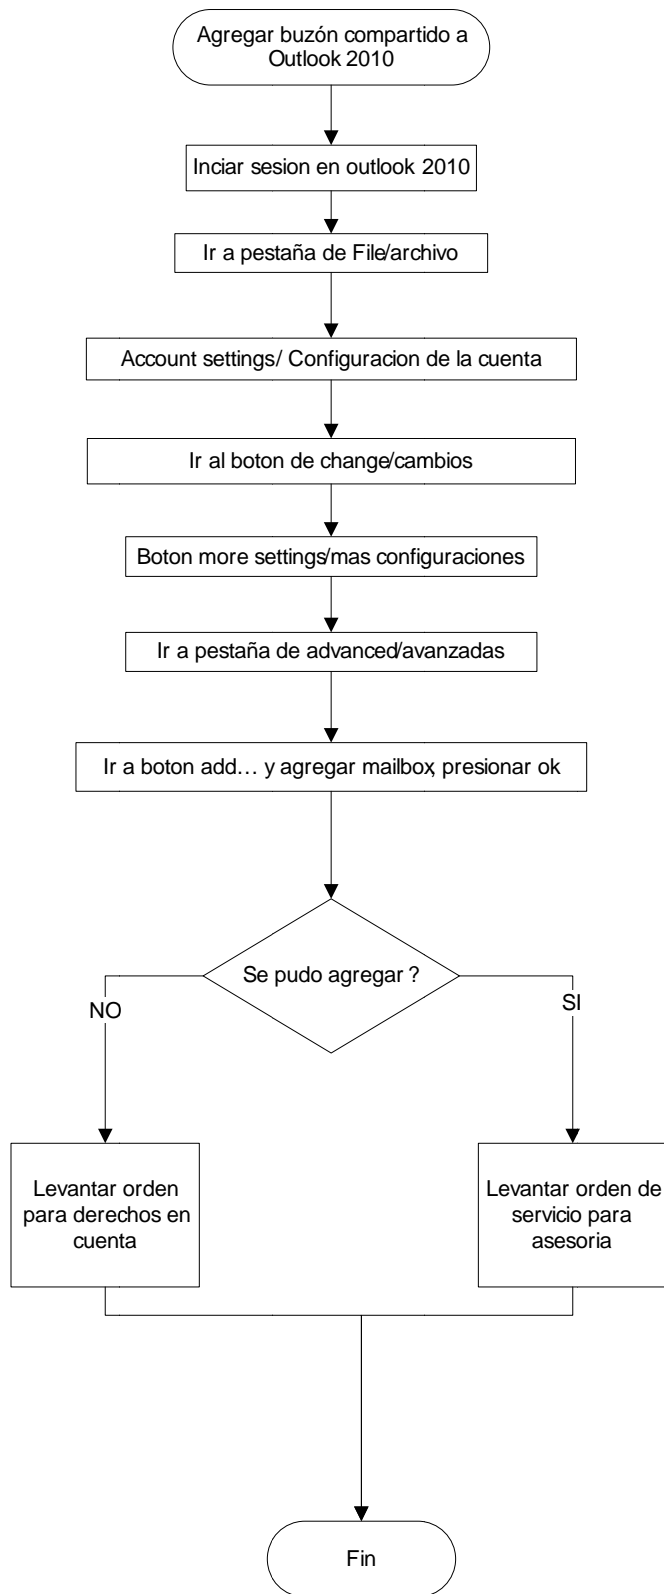 Agregar buzón compartido a
Outlook 2010
Inciar sesion en outlook 2010
Ir a pestaña de File/archivo
Account settings/ Configuracion de la cuenta
Ir al boton de change/cambios
Boton more settings/mas configuraciones
Ir a pestaña de advanced/avanzadas
Ir a boton add… y agregar mailbox, presionar ok
Se pudo agregar ?
NO
SI
Levantar orden
para derechos en
cuenta
Levantar orden de
servicio para
asesoria
Fin